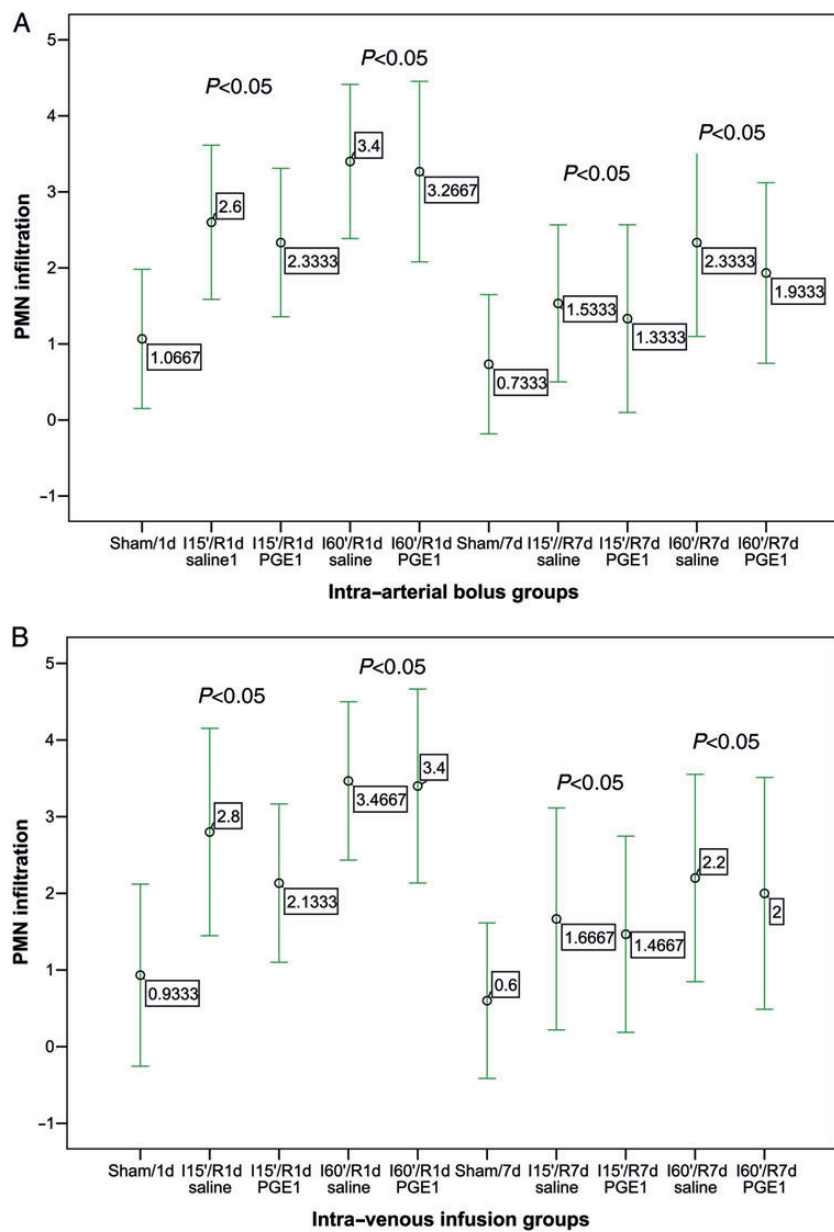 A
PMN infiltration
5
4
3
2
1
0
−1
P<0.05
P<0.05
P<0.05
P<0.05
1.0667
2.6
2.3333
3.4
3.2667
0.7333
1.5333
1.3333
2.3333
1.9333
Sham/1d I15'/R1d I15'/R1d I60'/R1d I60'/R1d Sham/7d I15'//R7d I15'/R7d I60'/R7d I60'/R7d
saline1 PGE1 saline PGE1 saline PGE1 saline PGE1
Intra−arterial bolus groups
B
PMN infiltration
5
4
3
2
1
0
−1
P<0.05
P<0.05
P<0.05
P<0.05
0.9333
2.8
2.1333
3.4667
3.4
0.6
1.6667
1.4667
2.2
2
Sham/1d I15'/R1d I15'/R1d I60'/R1d I60'/R1d Sham/7d I15'/R7d I15'/R7d I60'/R7d I60'/R7d
saline PGE1 saline PGE1 saline PGE1 saline PGE1
Intra−venous infusion groups